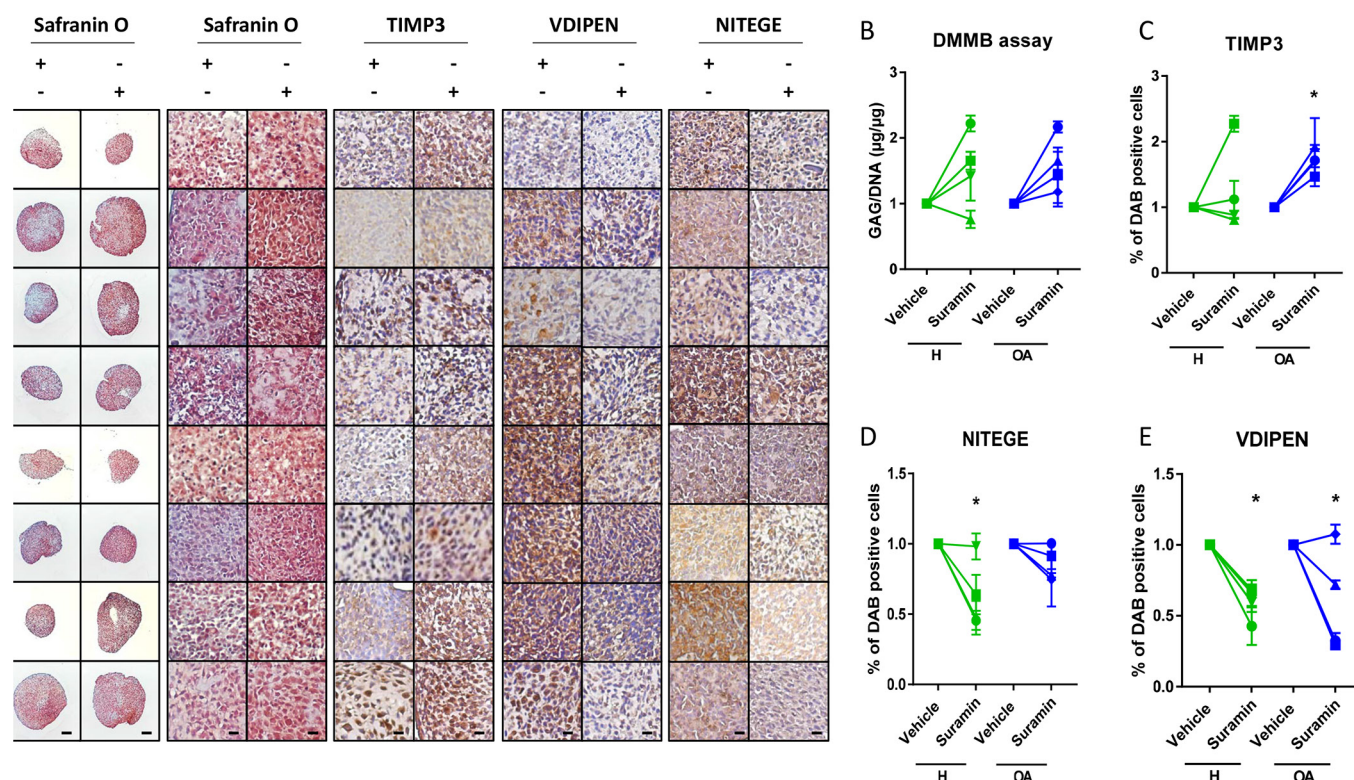 Safranin O Safranin O TIMP3 VDIPEN NITEGE
+ - + - + - + - + -
- + - + - + - + - +
B
DMMB assay
GAG/DNA (µg/µg)
3
2
1
0
Vehicle Suramin Vehicle Suramin
H OA
C
TIMP3
% of DAB positive cells
3
2
1
0
*
Vehicle Suramin Vehicle Suramin
H OA
D
NITEGE
% of DAB positive cells
1.5
1.0
0.5
0.0
*
Vehicle Suramin Vehicle Suramin
H OA
E
VDIPEN
% of DAB positive cells
1.5
1.0
0.5
0.0
* *
Vehicle Suramin Vehicle Suramin
H OA